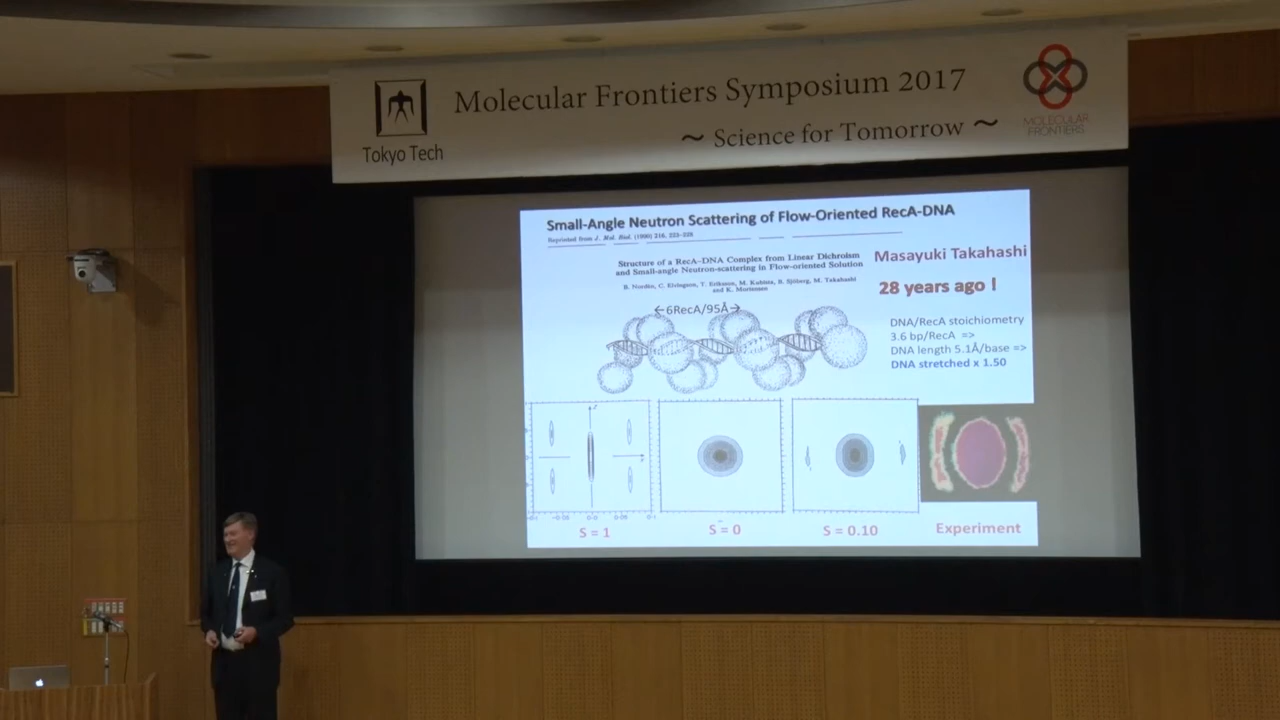 Molecular Frontiers Symposium 2017
~ Science for Tomorrow ~
Tokyo Tech
MOLECULAR
FRONTIERS
Small-Angle Neutron Scattering of Flow-Oriented RecA-DNA
Reprinted from J. Mol. Biol. (1990) 216, 223–228
Structure of a RecA–DNA Complex from Linear Dichroism
and Small-angle Neutron-scattering in Flow-oriented Solution
B. Nordén, C. Elvingson, T. Eriksson, M. Kubista, B. Sjöberg, M. Takahashi
and K. Mortensen
Masayuki Takahashi
28 years ago !
←6RecA/95Å→
DNA/RecA stoichiometry
3.6 bp/RecA =>
DNA length 5.1Å/base =>
DNA stretched x 1.50
S = 1
S = 0
S = 0.10
Experiment